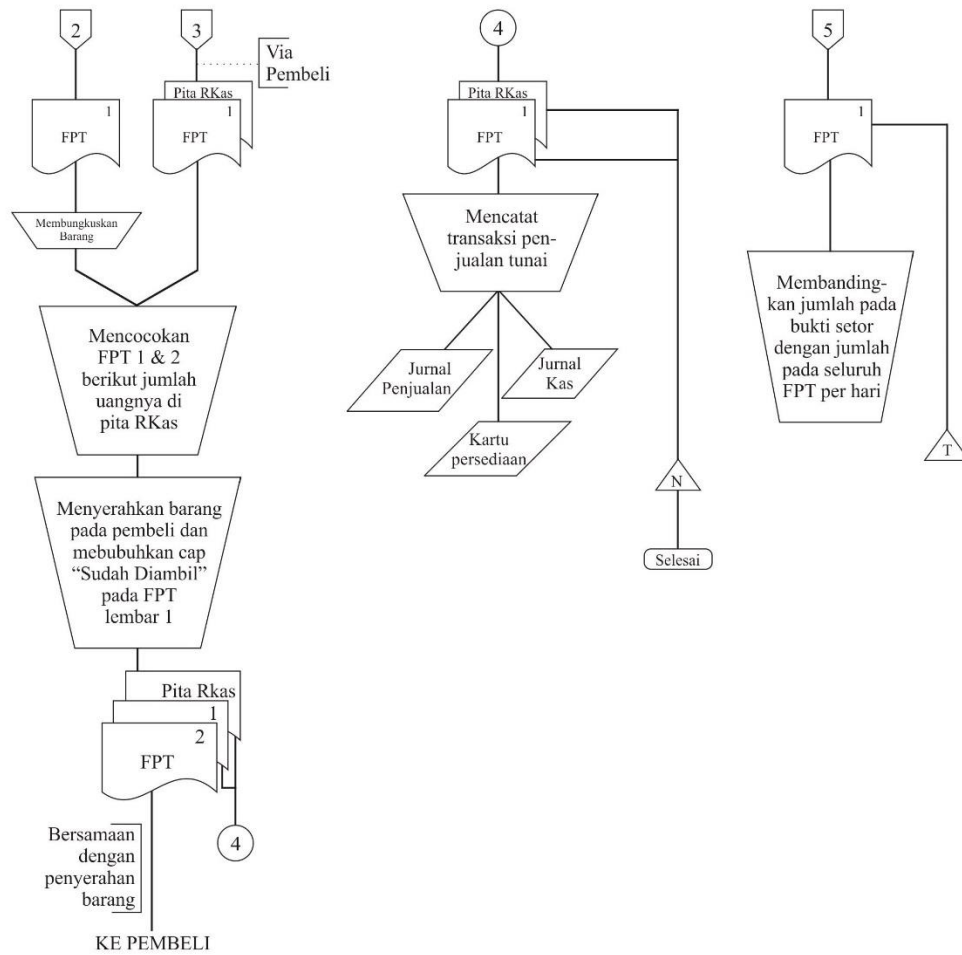 2
3
Via
Pembeli
1
FPT
Pita RKas
1
FPT
Membungkuskan
Barang
Mencocokan
FPT 1 & 2
berikut jumlah
uangnya di
pita RKas
Menyerahkan barang
pada pembeli dan
mebubuhkan cap
“Sudah Diambil”
pada FPT
lembar 1
Pita Rkas
1
2
FPT
4
Bersamaan
dengan
penyerahan
barang
KE PEMBELI
4
Pita RKas
1
FPT
Mencatat
transaksi pen-
jualan tunai
Jurnal
Penjualan
Jurnal
Kas
Kartu
persediaan
N
Selesai
5
1
FPT
Membanding-
kan jumlah pada
bukti setor
dengan jumlah
pada seluruh
FPT per hari
T